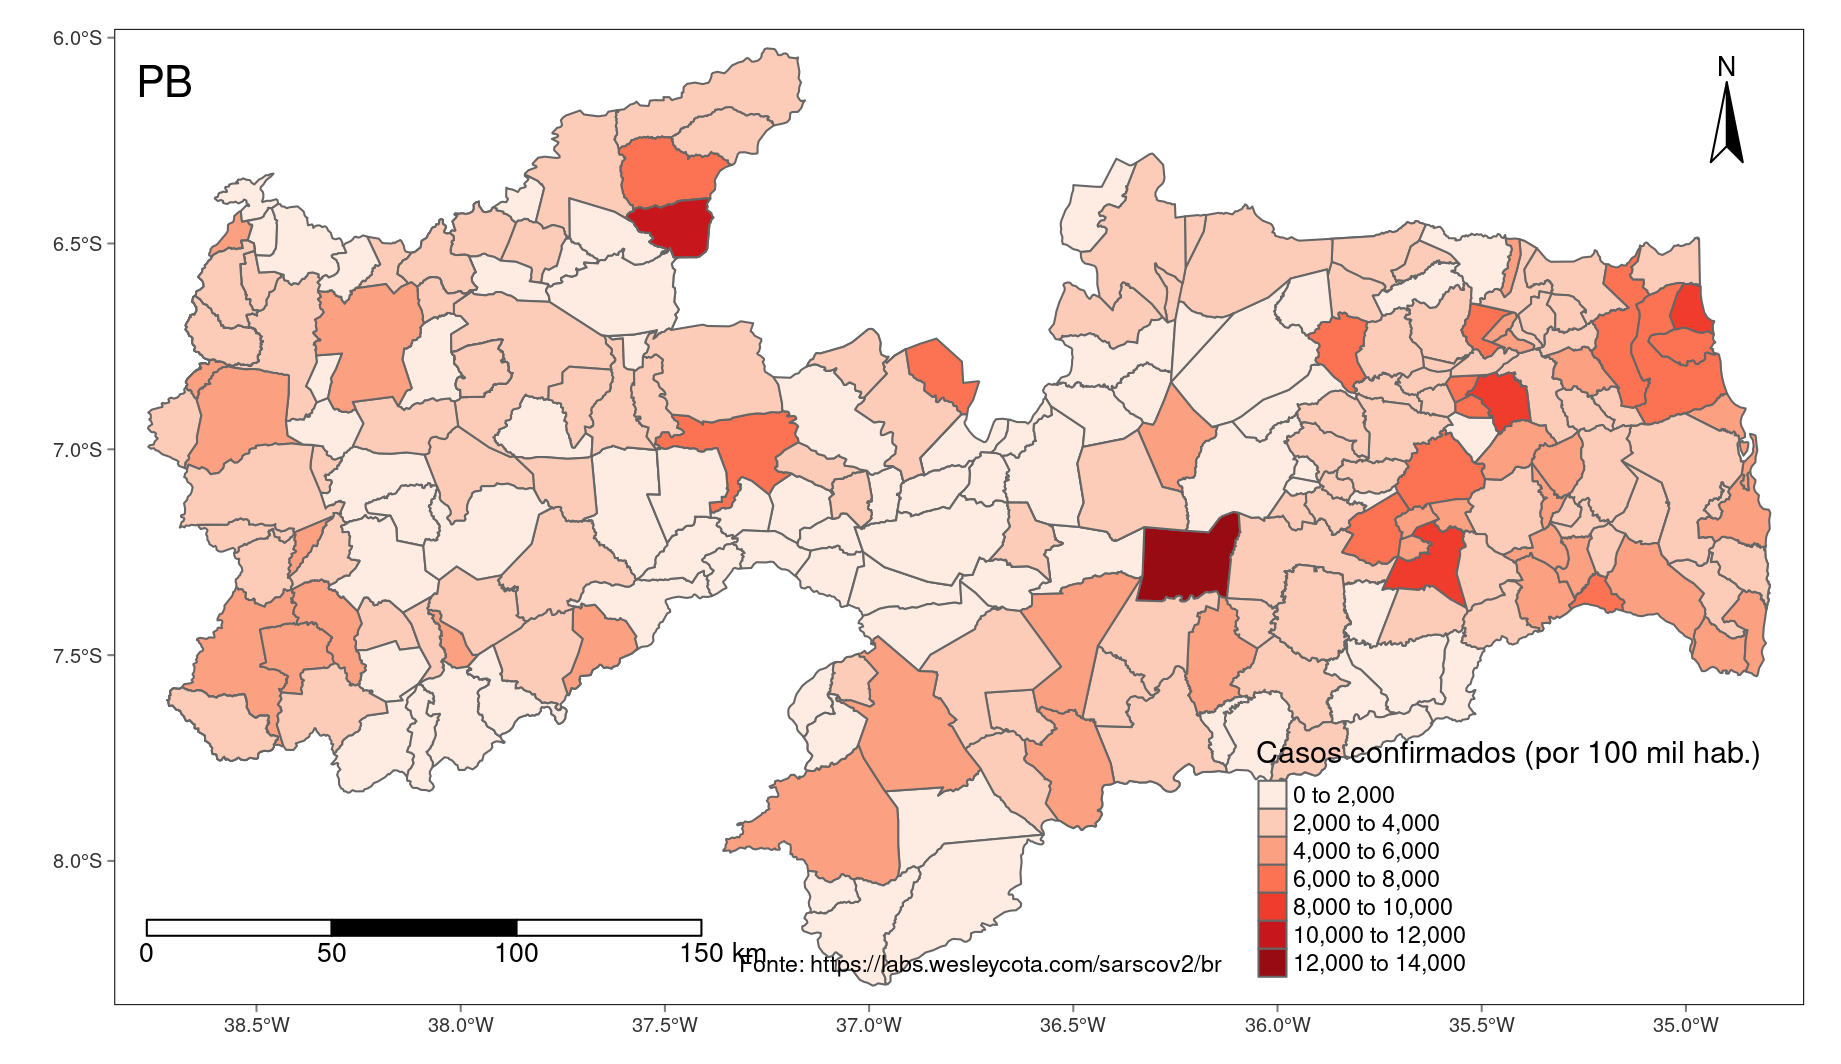 6.0°S
PB
N
6.5°S
7.0°S
7.5°S
Casos confirmados (por 100 mil hab.)
0 to 2,000
2,000 to 4,000
4,000 to 6,000
6,000 to 8,000
8,000 to 10,000
10,000 to 12,000
12,000 to 14,000
8.0°S
0 50 100 150 km
Fonte: https://labs.wesleycota.com/sarscov2/br
38.5°W 38.0°W 37.5°W 37.0°W 36.5°W 36.0°W 35.5°W 35.0°W